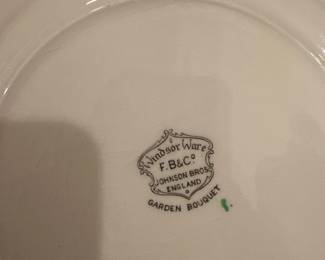 Windsor Ware
F.B&Co
JOHNSON BROS
ENGLAND
GARDEN BOUQUET